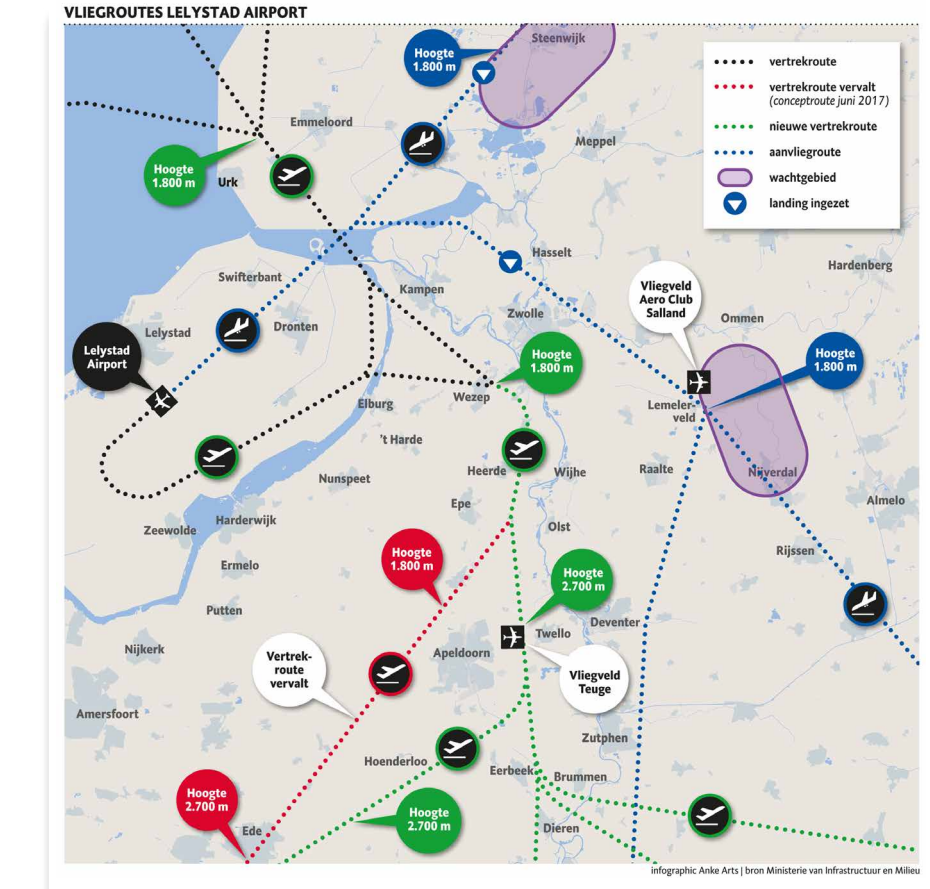 VLIEGROUTES LELYSTAD AIRPORT
Steenwijk
Hoogte
1.800 m
vertrekroute
vertrekroute vervalt
(conceptroute juni 2017)
nieuwe vertrekroute
aanvliegroute
wachtgebied
landing ingezet
Emmeloord
Meppel
Hoogte
1.800 m
Urk
Hasselt
Hardenberg
Swifterbant
Kampen
Vliegveld
Aero Club
Salland
Zwolle
Ommen
Lelystad
Dronten
Lelystad
Airport
Hoogte
1.800 m
Hoogte
1.800 m
Wezep
Elburg
Lemeler-
veld
't Harde
Heerde
Wijhe
Raalte
Nijverdal
Nunspeet
Epe
Almelo
Zeewolde
Harderwijk
Olst
Rijssen
Hoogte
1.800 m
Ermelo
Hoogte
2.700 m
Putten
Deventer
Twello
Nijkerk
Apeldoorn
Vertrek-
route
vervalt
Vliegveld
Teuge
Amersfoort
Zutphen
Hoenderloo
Eerbeek
Brummen
Hoogte
2.700 m
Hoogte
2.700 m
Ede
Dieren
infographic Anke Arts | bron Ministerie van Infrastructuur en Milieu